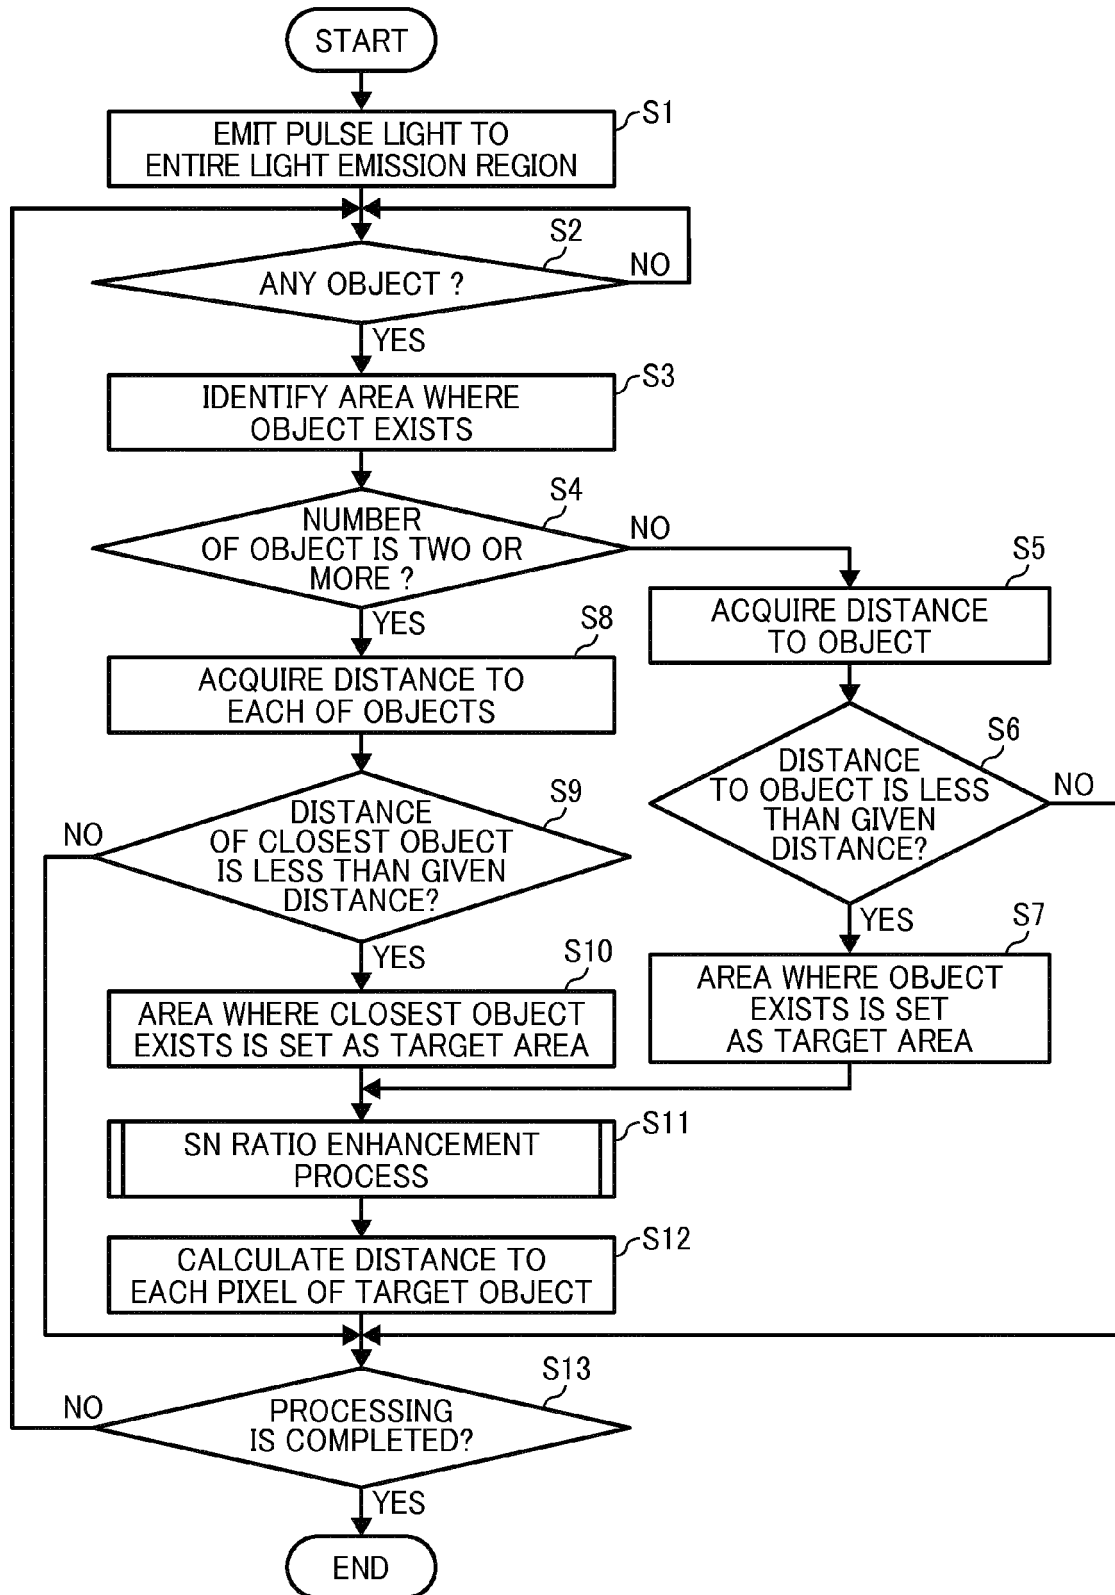 START
S1
EMIT PULSE LIGHT TO
ENTIRE LIGHT EMISSION REGION
S2
ANY OBJECT ?
NO
YES
S3
IDENTIFY AREA WHERE
OBJECT EXISTS
S4
NUMBER
OF OBJECT IS TWO OR
MORE ?
NO
YES
S5
ACQUIRE DISTANCE
TO OBJECT
S6
DISTANCE
TO OBJECT IS LESS
THAN GIVEN
DISTANCE?
NO
YES
S7
AREA WHERE OBJECT
EXISTS IS SET
AS TARGET AREA
S8
ACQUIRE DISTANCE TO
EACH OF OBJECTS
S9
DISTANCE
OF CLOSEST OBJECT
IS LESS THAN GIVEN
DISTANCE?
NO
YES
S10
AREA WHERE CLOSEST OBJECT
EXISTS IS SET AS TARGET AREA
S11
SN RATIO ENHANCEMENT
PROCESS
S12
CALCULATE DISTANCE TO
EACH PIXEL OF TARGET OBJECT
S13
PROCESSING
IS COMPLETED?
NO
YES
END